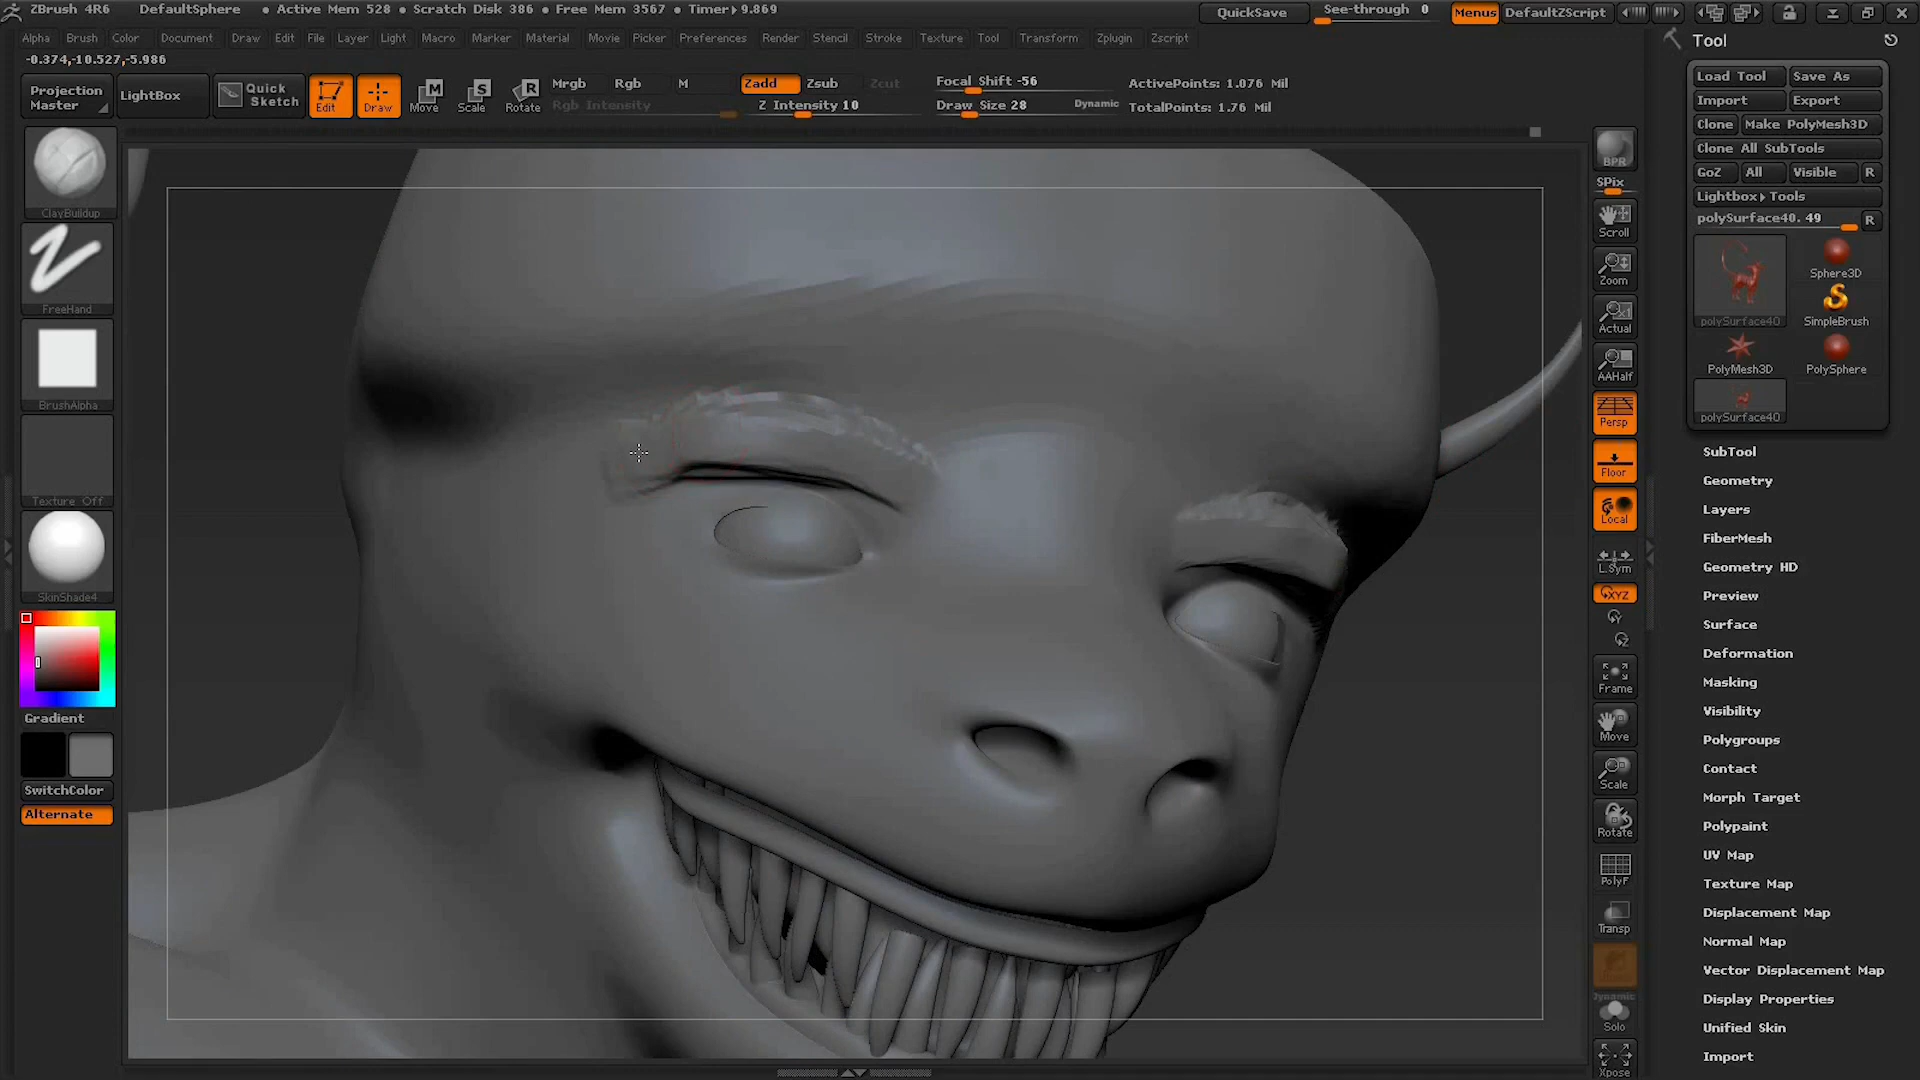 ZBrush 4R6 DefaultSphere • Active Mem 528 • Scratch Disk 386 • Free Mem 3567 • Timer▸9.869 QuickSave See-through 0 Menus DefaultZScript
Alpha Brush Color Document Draw Edit File Layer Light Macro Marker Material Movie Picker Preferences Render Stencil Stroke Texture Tool Transform Zplugin Zscript
-0.374,-10.527,-5.986
Projection Master
LightBox
Quick Sketch
Edit
Draw
Move
Scale
Rotate
Mrgb Rgb M
Rgb Intensity
Zadd Zsub Zcut
Z Intensity 10
Focal Shift -56
Draw Size 28 Dynamic
ActivePoints: 1.076 Mil
TotalPoints: 1.76 Mil
ClayBuildup
FreeHand
BrushAlpha
Texture Off
SkinShade4
Gradient
SwitchColor
Alternate
BPR
SPix
Scroll
Zoom
Actual
AAHalf
Persp
Floor
Local
L.Sym
XYZ
Y
Z
Frame
Move
Scale
Rotate
PolyF
Transp
Dynamic
Solo
Xpose
Tool
Load Tool Save As
Import Export
Clone Make PolyMesh3D
Clone All SubTools
GoZ All Visible R
Lightbox▸Tools
polySurface40. 49 R
Sphere3D
polySurface40 SimpleBrush
PolyMesh3D PolySphere
polySurface40
SubTool
Geometry
Layers
FiberMesh
Geometry HD
Preview
Surface
Deformation
Masking
Visibility
Polygroups
Contact
Morph Target
Polypaint
UV Map
Texture Map
Displacement Map
Normal Map
Vector Displacement Map
Display Properties
Unified Skin
Import